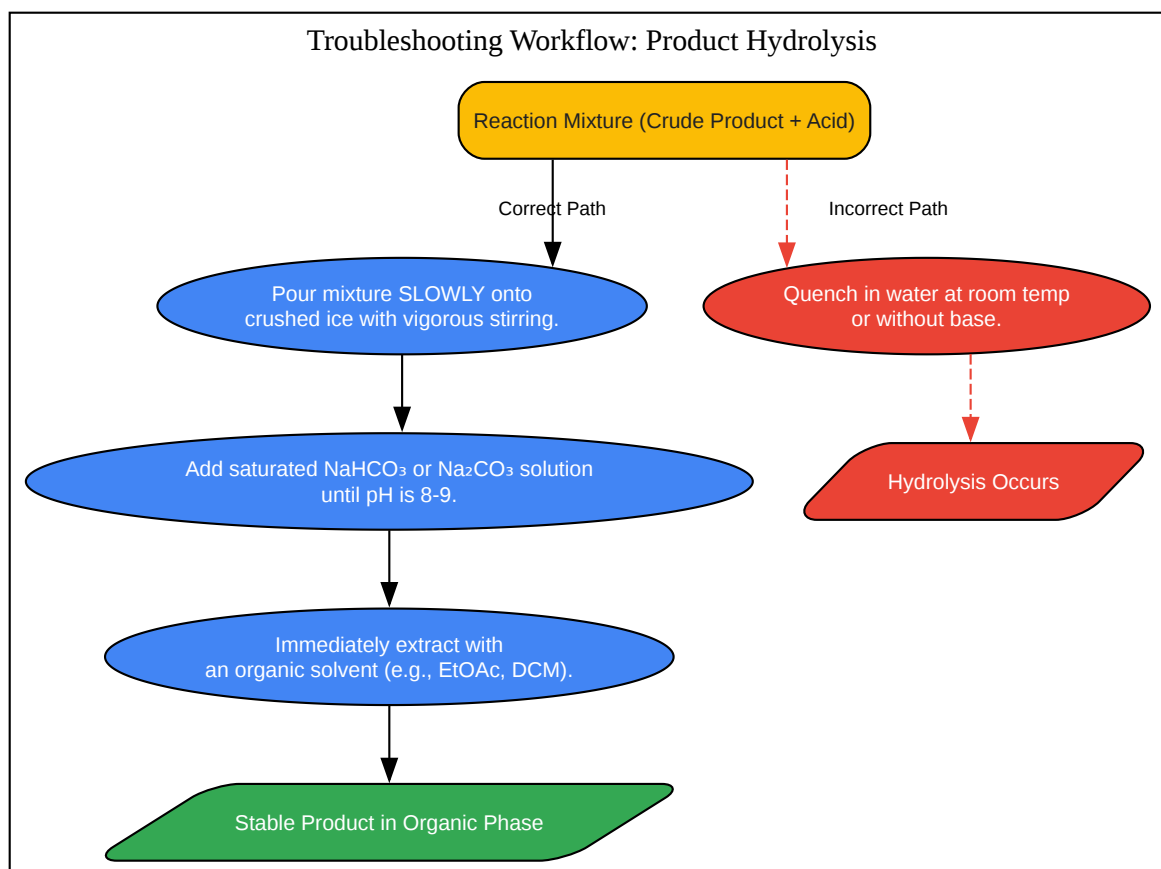 Troubleshooting Workflow: Product Hydrolysis
Reaction Mixture (Crude Product + Acid)
Correct Path
Incorrect Path
Pour mixture SLOWLY onto
crushed ice with vigorous stirring.
Quench in water at room temp
or without base.
Add saturated NaHCO₃ or Na₂CO₃ solution
until pH is 8-9.
Hydrolysis Occurs
Immediately extract with
an organic solvent (e.g., EtOAc, DCM).
Stable Product in Organic Phase